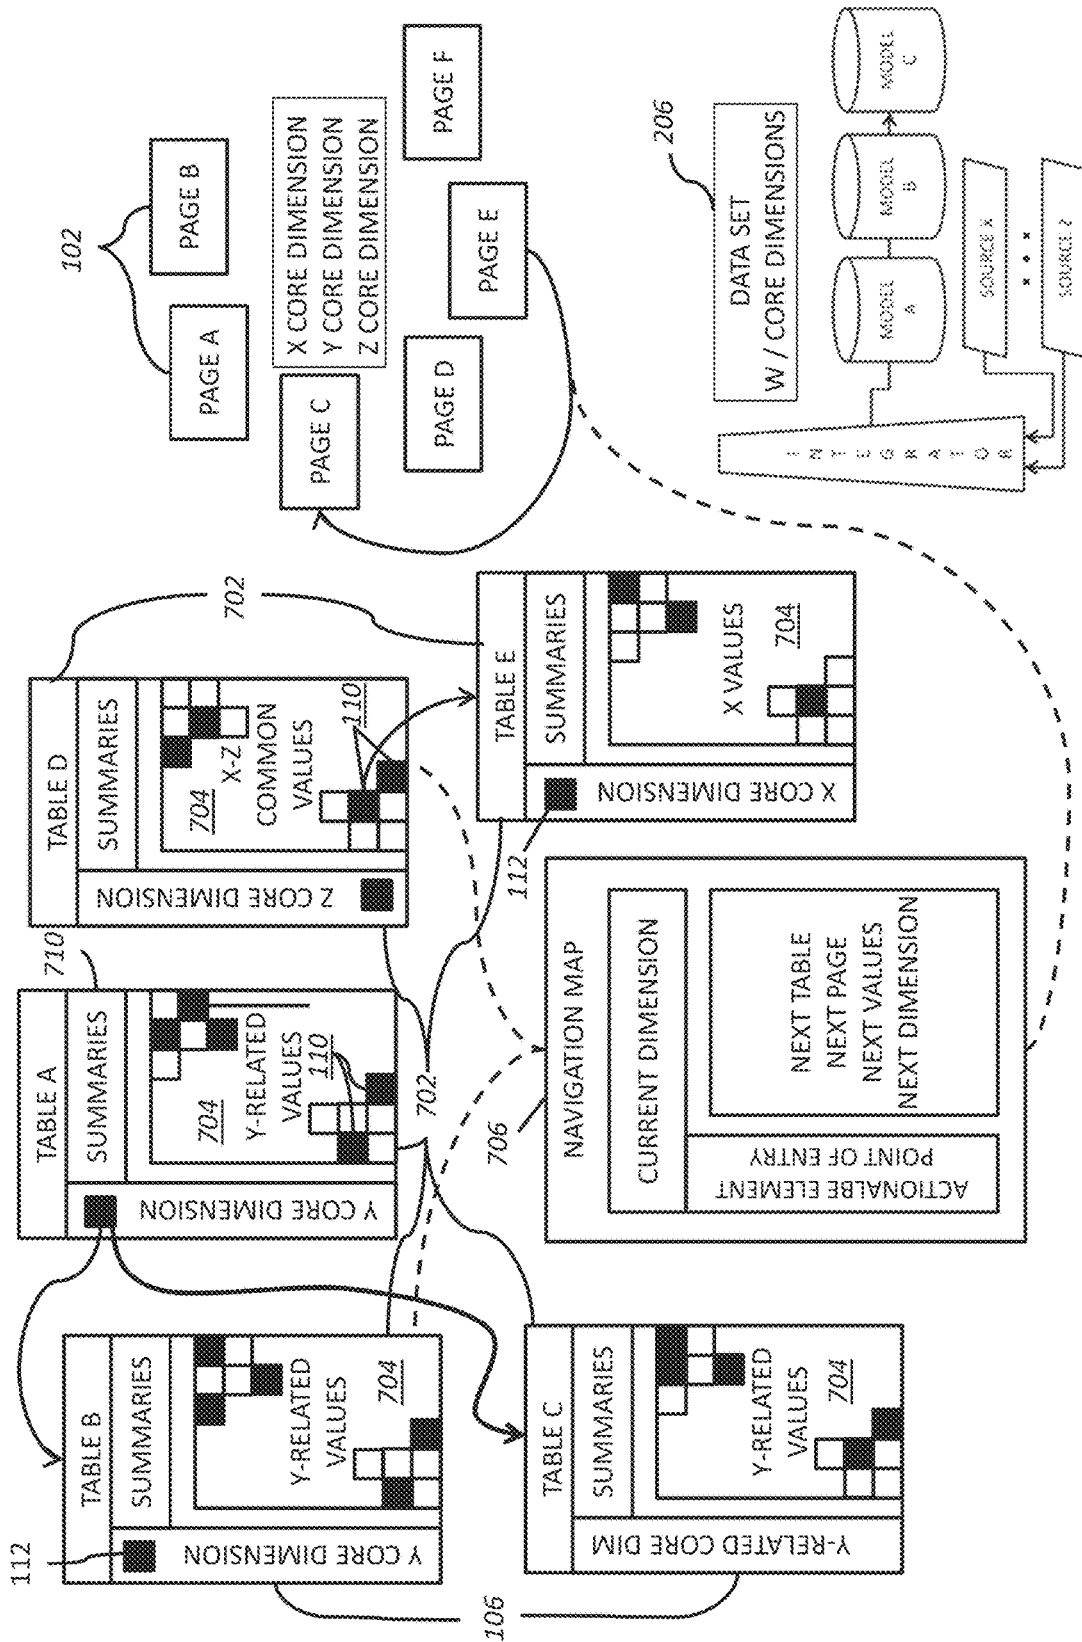 112
TABLE B
SUMMARIES
Y CORE DIMENSION
Y-RELATED
VALUES
704
106
TABLE C
SUMMARIES
Y-RELATED CORE DIM
Y-RELATED
VALUES
704
710
TABLE A
SUMMARIES
Y CORE DIMENSION
704
Y-RELATED
VALUES
110
702
TABLE D
SUMMARIES
Z CORE DIMENSION
704
X-Z
COMMON
VALUES
110
702
TABLE E
SUMMARIES
X CORE DIMENSION
X VALUES
704
112
706
NAVIGATION MAP
CURRENT DIMENSION
ACTIONALBE ELEMENT
POINT OF ENTRY
NEXT TABLE
NEXT PAGE
NEXT VALUES
NEXT DIMENSION
102
PAGE A
PAGE B
PAGE C
X CORE DIMENSION
Y CORE DIMENSION
Z CORE DIMENSION
PAGE D
PAGE E
PAGE F
206
DATA SET
W / CORE DIMENSIONS
INTEGRATOR
MODEL
A
MODEL
B
MODEL
C
SOURCE X
SOURCE Z